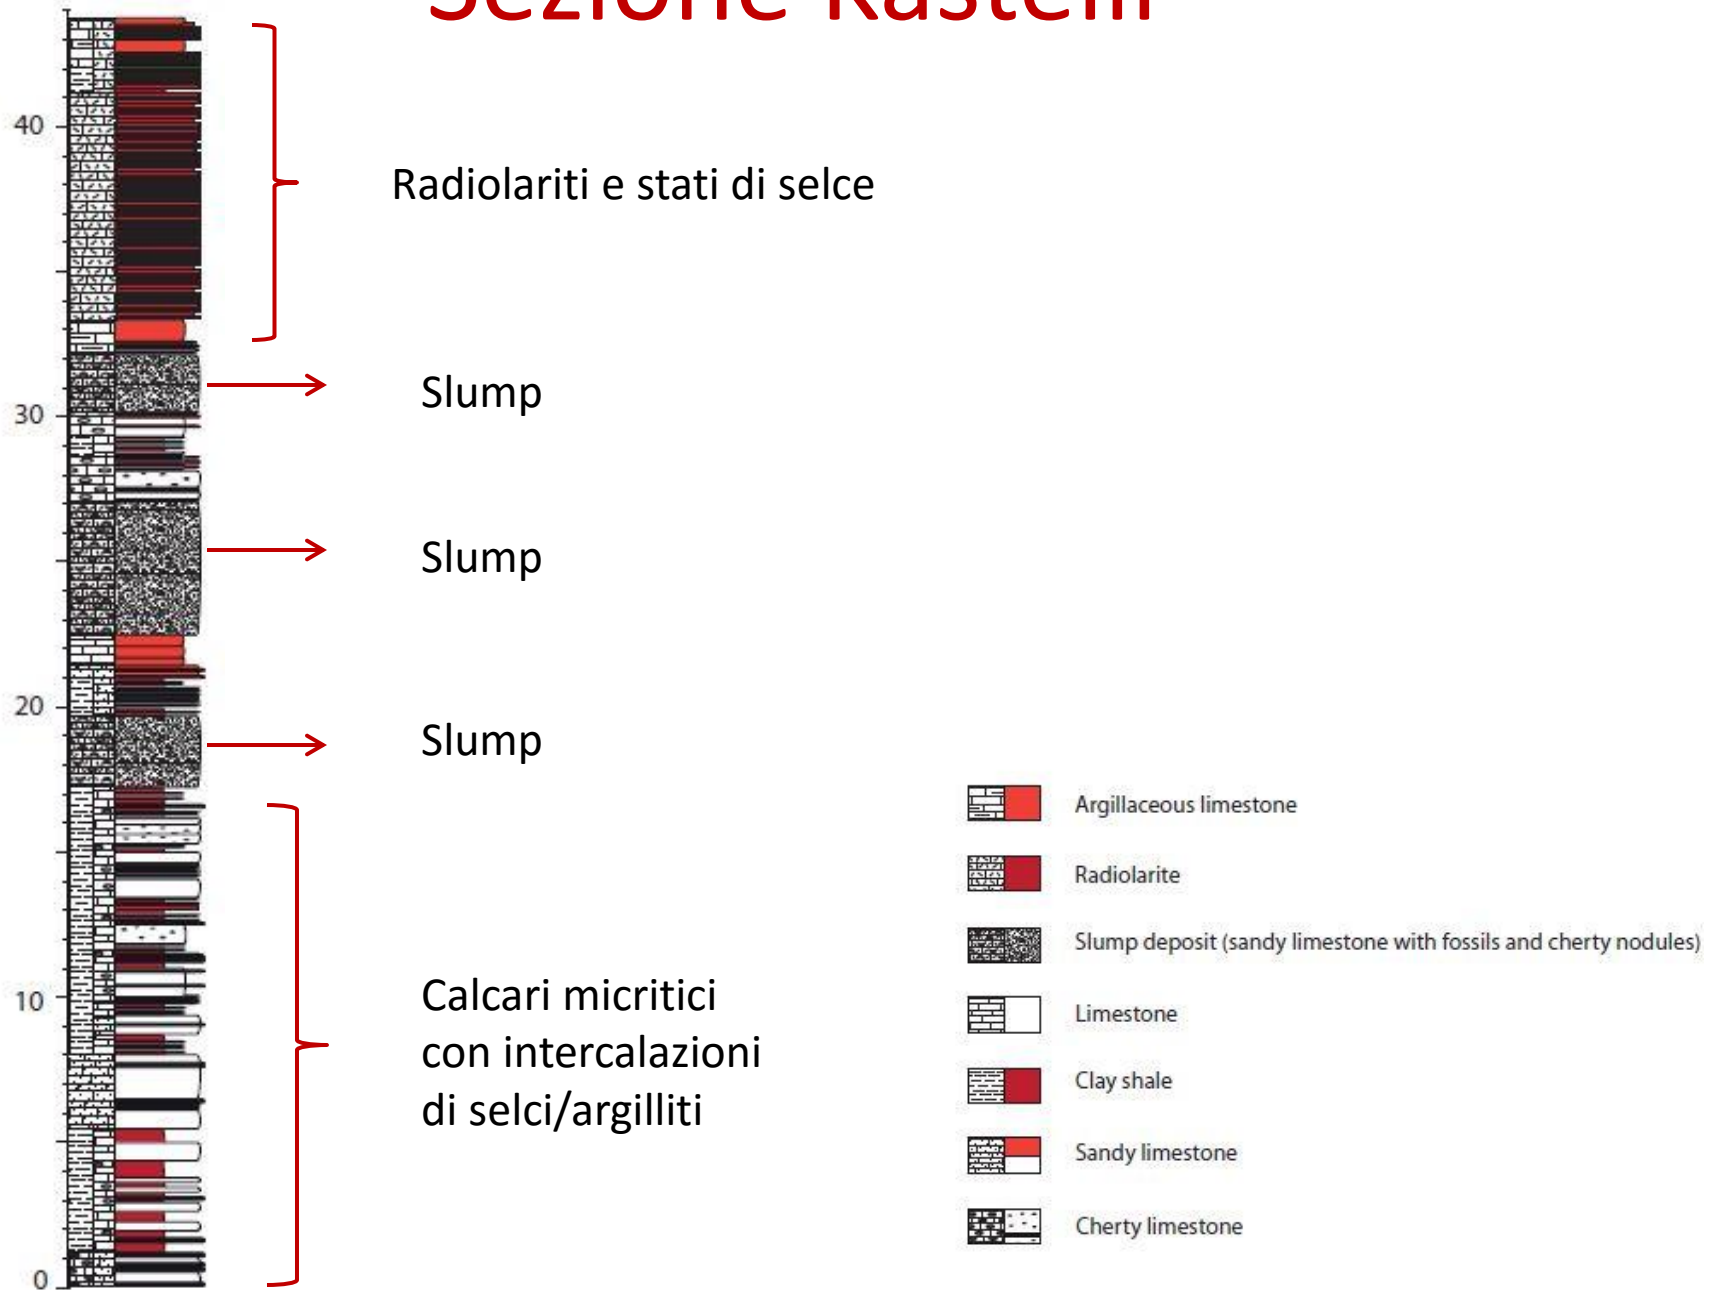 Sezione Rastelli
40
Radiolariti e stati di selce
Slump
30
Slump
20
Slump
Calcari micritici
con intercalazioni
di selci/argilliti
10
0
Argillaceous limestone
Radiolarite
Slump deposit (sandy limestone with fossils and cherty nodules)
Limestone
Clay shale
Sandy limestone
Cherty limestone